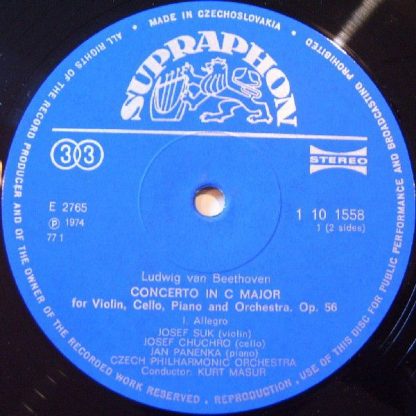 MADE IN CZECHOSLOVAKIA
ALL RIGHTS OF THE RECORD PRODUCER AND OF THE OWNER OF THE RECORDED WORK RESERVED. REPRODUCTION, USE OF THIS DISC FOR PUBLIC PERFORMANCE AND BROADCASTING PROHIBITED
SUPRAPHON
33
STEREO
E 2765
℗ 1974
77 1
1 10 1558
1 (2 sides)
Ludwig van Beethoven
CONCERTO IN C MAJOR
for Violin, Cello, Piano and Orchestra, Op. 56
I. Allegro
JOSEF SUK (violin)
JOSEF CHUCHRO (cello)
JAN PANENKA (piano)
CZECH PHILHARMONIC ORCHESTRA
Conductor: KURT MASUR